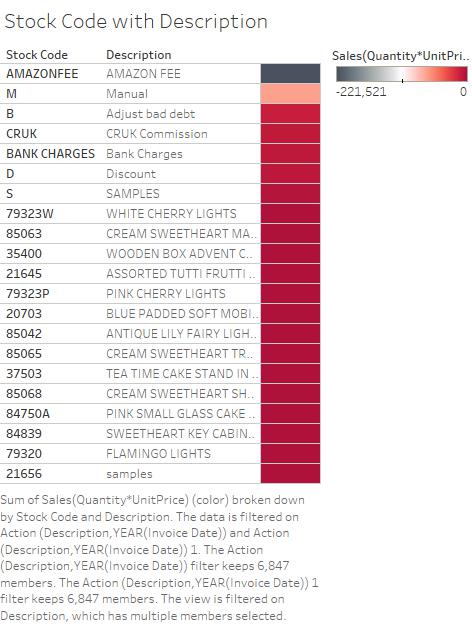 Stock Code with Description
Stock Code Description
AMAZONFEE AMAZON FEE
M Manual
B Adjust bad debt
CRUK CRUK Commission
BANK CHARGES Bank Charges
D Discount
S SAMPLES
79323W WHITE CHERRY LIGHTS
85063 CREAM SWEETHEART MA..
35400 WOODEN BOX ADVENT C..
21645 ASSORTED TUTTI FRUTTI ..
79323P PINK CHERRY LIGHTS
20703 BLUE PADDED SOFT MOBI..
85042 ANTIQUE LILY FAIRY LIGH..
85065 CREAM SWEETHEART TR..
37503 TEA TIME CAKE STAND IN ..
85068 CREAM SWEETHEART SH..
84750A PINK SMALL GLASS CAKE ..
84839 SWEETHEART KEY CABIN..
79320 FLAMINGO LIGHTS
21656 samples
Sales(Quantity*UnitPri..
-221,521 0
Sum of Sales(Quantity*UnitPrice) (color) broken down
by Stock Code and Description. The data is filtered on
Action (Description,YEAR(Invoice Date)) and Action
(Description,YEAR(Invoice Date)) 1. The Action
(Description,YEAR(Invoice Date)) filter keeps 6,847
members. The Action (Description,YEAR(Invoice Date)) 1
filter keeps 6,847 members. The view is filtered on
Description, which has multiple members selected.